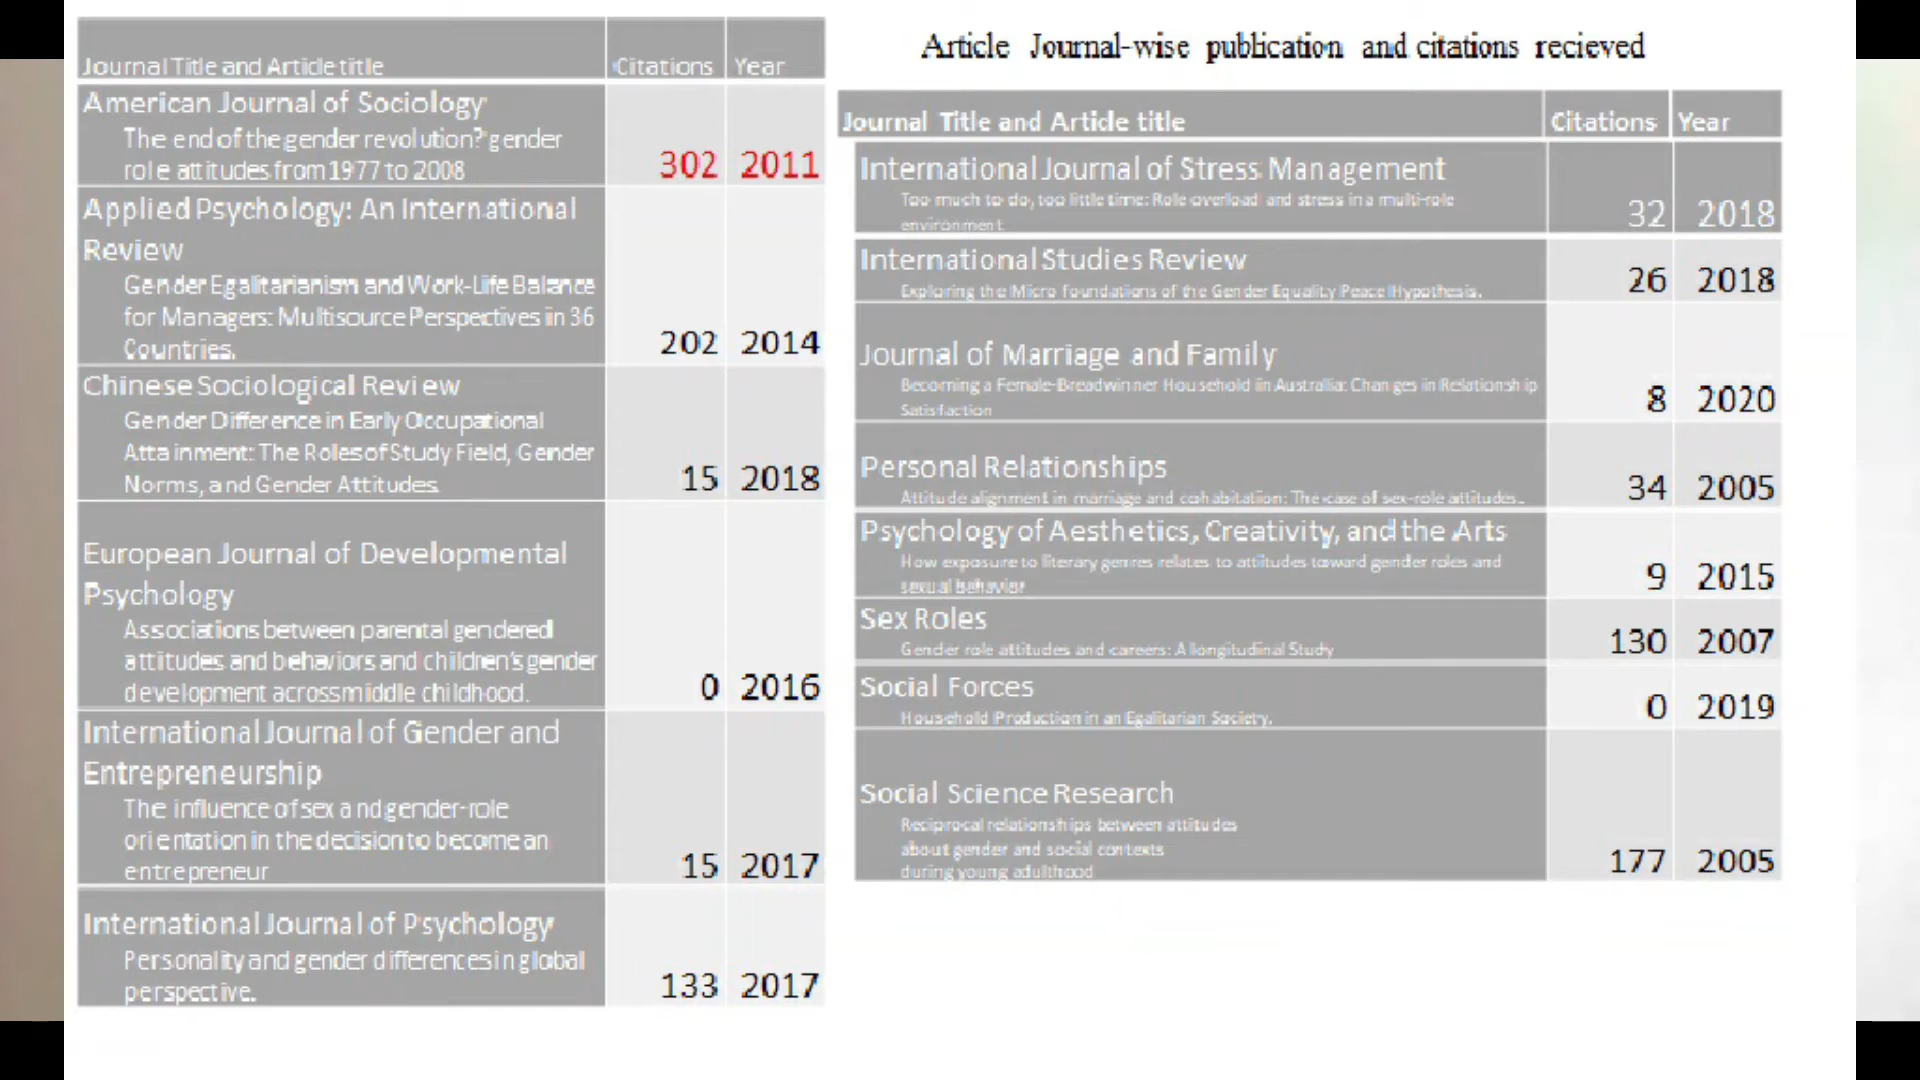 Journal Title and Article title Citations Year
American Journal of Sociology
The end of the gender revolution? gender
role attitudes from 1977 to 2008 302 2011
Applied Psychology: An International
Review
Gender Egalitarianism and Work-Life Balance
for Managers: Multisource Perspectives in 36
Countries. 202 2014
Chinese Sociological Review
Gender Difference in Early Occupational
Attainment: The Roles of Study Field, Gender
Norms, and Gender Attitudes. 15 2018
European Journal of Developmental
Psychology
Associations between parental gendered
attitudes and behaviors and children's gender
development across middle childhood. 0 2016
International Journal of Gender and
Entrepreneurship
The influence of sex and gender-role
orientation in the decision to become an
entrepreneur 15 2017
International Journal of Psychology
Personality and gender differences in global
perspective. 133 2017
Article Journal-wise publication and citations recieved
Journal Title and Article title Citations Year
International Journal of Stress Management
Too much to do, too little time: Role overload and stress in a multi-role
environment. 32 2018
International Studies Review
Exploring the Micro foundations of the Gender Equality Peace Hypothesis. 26 2018
Journal of Marriage and Family
Becoming a Female-Breadwinner Household in Australia: Changes in Relationship
Satisfaction 8 2020
Personal Relationships
Attitude alignment in marriage and cohabitation: The case of sex-role attitudes. 34 2005
Psychology of Aesthetics, Creativity, and the Arts
How exposure to literary genres relates to attitudes toward gender roles and
sexual behavior 9 2015
Sex Roles
Gender role attitudes and careers: A longitudinal Study 130 2007
Social Forces
Household Production in an Egalitarian Society. 0 2019
Social Science Research
Reciprocal relationships between attitudes
about gender and social contexts
during young adulthood 177 2005